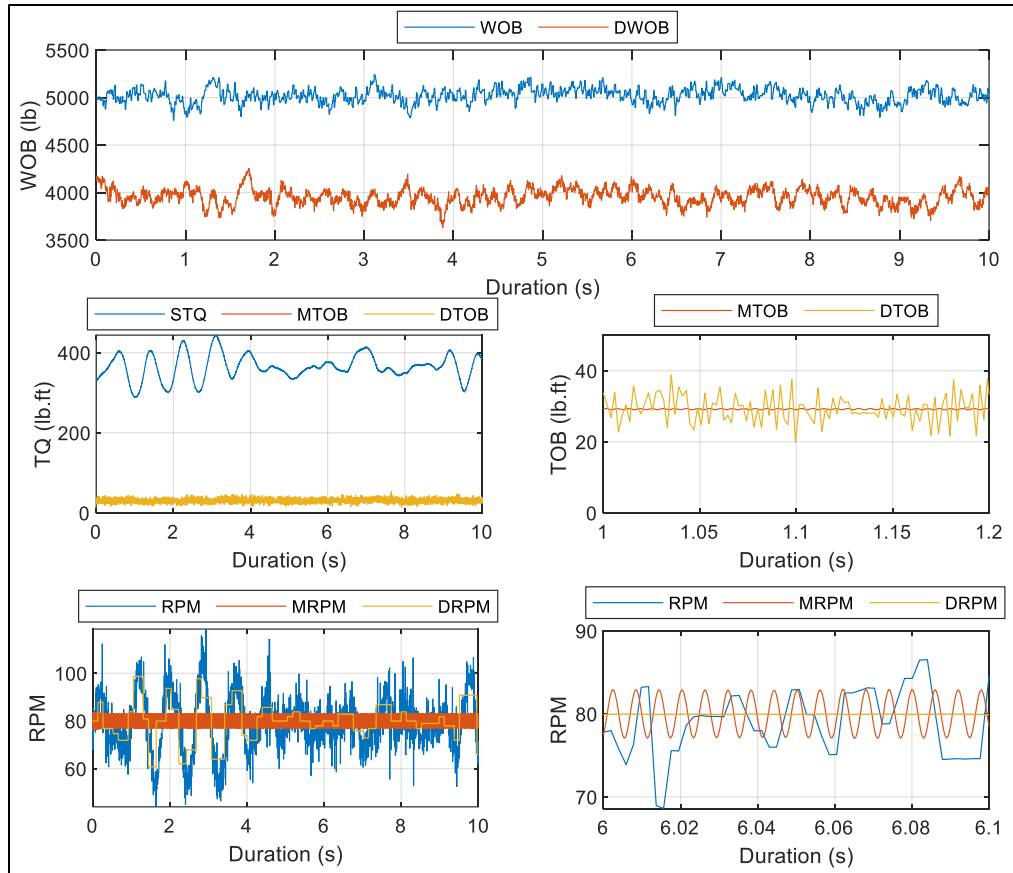 WOB DWOB
5500
5000
4500
4000
3500
WOB (lb)
0 1 2 3 4 5 6 7 8 9 10
Duration (s)
STQ MTOB DTOB
400
200
0
TQ (lb.ft)
0 2 4 6 8 10
Duration (s)
MTOB DTOB
40
20
0
TOB (lb.ft)
1 1.05 1.1 1.15 1.2
Duration (s)
RPM MRPM DRPM
100
80
60
RPM
0 2 4 6 8 10
Duration (s)
RPM MRPM DRPM
90
80
70
RPM
6 6.02 6.04 6.06 6.08 6.1
Duration (s)